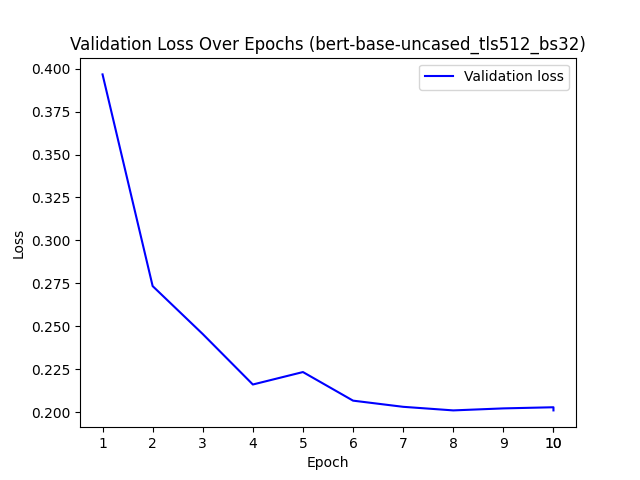 Validation Loss Over Epochs (bert-base-uncased_tls512_bs32)
Validation loss
0.400
0.375
0.350
0.325
0.300
0.275
0.250
0.225
0.200
Loss
1 2 3 4 5 6 7 8 9 10
Epoch